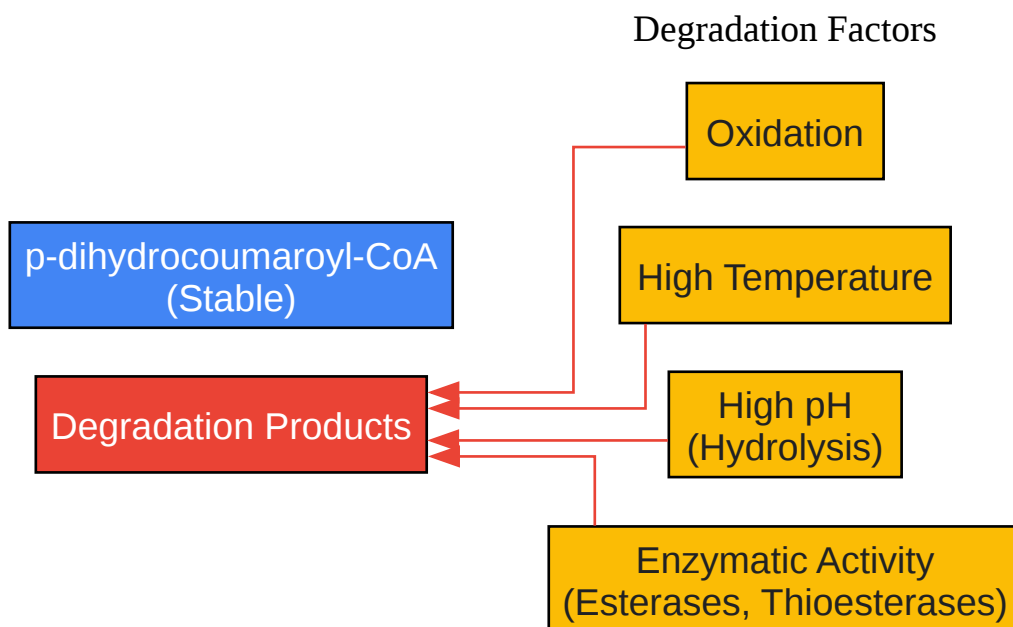 Degradation Factors
Oxidation
p-dihydrocoumaroyl-CoA
(Stable)
High Temperature
Degradation Products
High pH
(Hydrolysis)
Enzymatic Activity
(Esterases, Thioesterases)